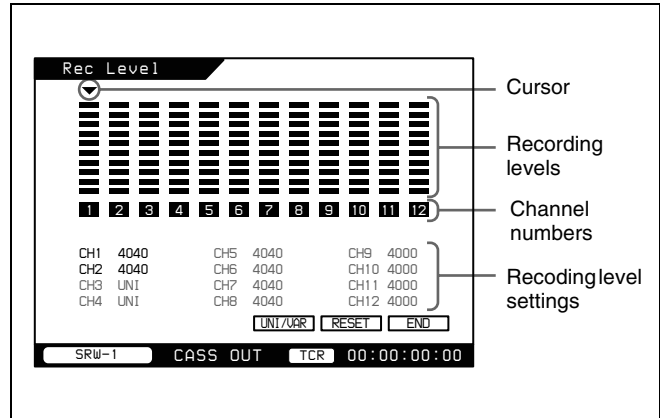 Rec Level
Cursor
Recording
levels
1 2 3 4 5 6 7 8 9 10 11 12
Channel
numbers
CH1 4040 CH5 4040 CH9 4000
CH2 4040 CH6 4040 CH10 4000
CH3 UNI CH7 4040 CH11 4000
CH4 UNI CH8 4040 CH12 4000
Recoding level
settings
UNI/VAR RESET END
SRW-1 CASS OUT TCR 00:00:00:00